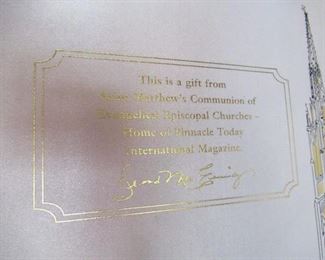 This is a gift from
Saint Matthew's Communion of
Evangelical Episcopal Churches –
Home of Pinnacle Today
International Magazine.